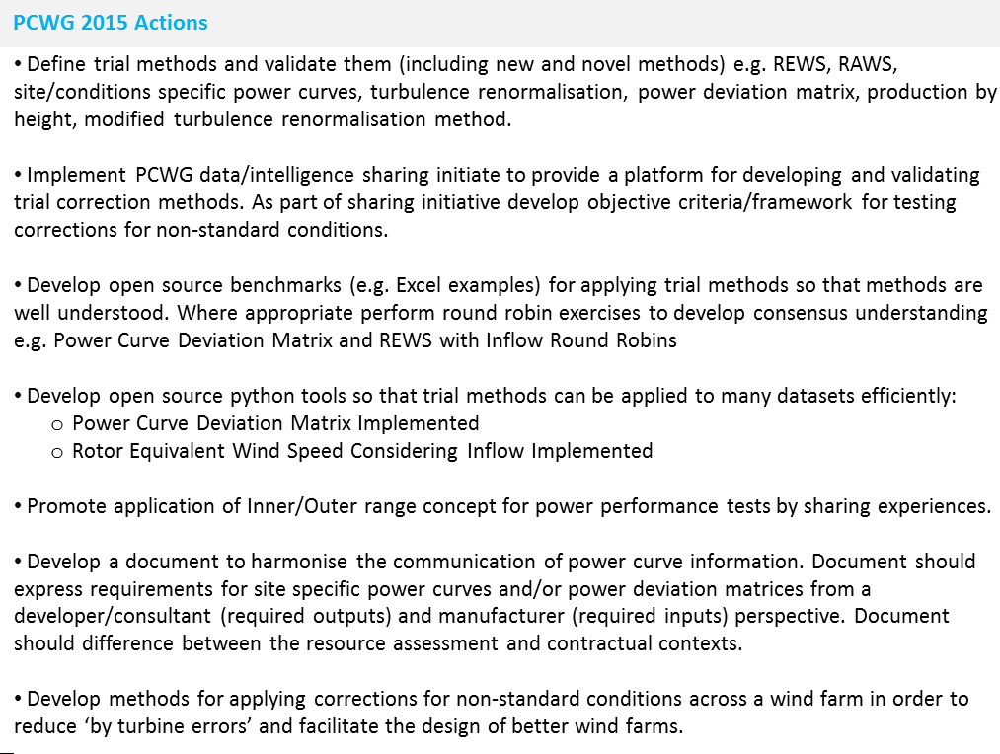 PCWG 2015 Actions
• Define trial methods and validate them (including new and novel methods) e.g. REWS, RAWS,
site/conditions specific power curves, turbulence renormalisation, power deviation matrix, production by
height, modified turbulence renormalisation method.
• Implement PCWG data/intelligence sharing initiate to provide a platform for developing and validating
trial correction methods. As part of sharing initiative develop objective criteria/framework for testing
corrections for non-standard conditions.
• Develop open source benchmarks (e.g. Excel examples) for applying trial methods so that methods are
well understood. Where appropriate perform round robin exercises to develop consensus understanding
e.g. Power Curve Deviation Matrix and REWS with Inflow Round Robins
• Develop open source python tools so that trial methods can be applied to many datasets efficiently:
o Power Curve Deviation Matrix Implemented
o Rotor Equivalent Wind Speed Considering Inflow Implemented
• Promote application of Inner/Outer range concept for power performance tests by sharing experiences.
• Develop a document to harmonise the communication of power curve information. Document should
express requirements for site specific power curves and/or power deviation matrices from a
developer/consultant (required outputs) and manufacturer (required inputs) perspective. Document
should difference between the resource assessment and contractual contexts.
• Develop methods for applying corrections for non-standard conditions across a wind farm in order to
reduce ‘by turbine errors’ and facilitate the design of better wind farms.